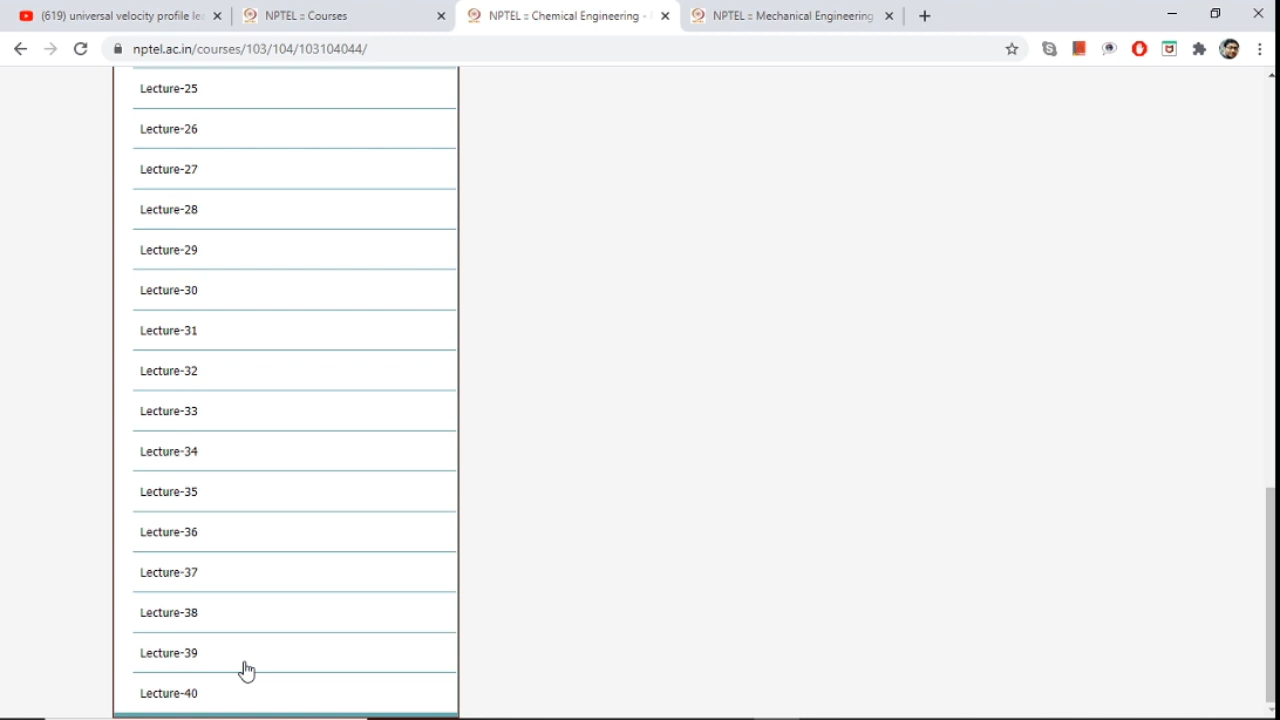 (619) universal velocity profile le
NPTEL :: Courses
NPTEL :: Chemical Engineering -
NPTEL :: Mechanical Engineering
nptel.ac.in/courses/103/104/103104044/
Lecture-25
Lecture-26
Lecture-27
Lecture-28
Lecture-29
Lecture-30
Lecture-31
Lecture-32
Lecture-33
Lecture-34
Lecture-35
Lecture-36
Lecture-37
Lecture-38
Lecture-39
Lecture-40